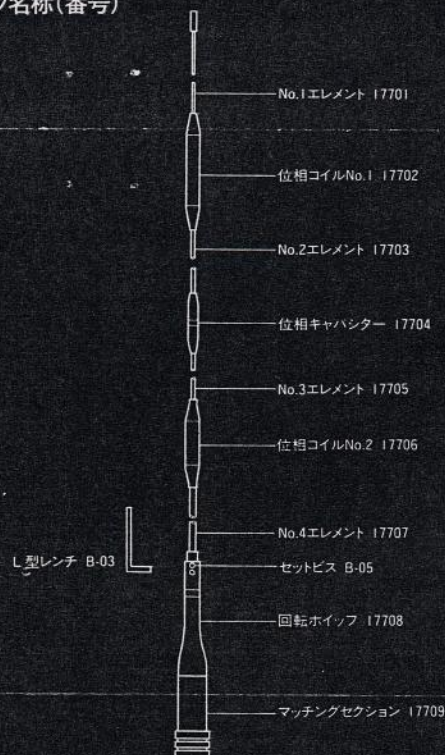 名称(番号)
No.1エレメント 17701
位相コイルNo.1 17702
No.2エレメント 17703
位相キャパシター 17704
No.3エレメント 17705
位相コイルNo.2 17706
No.4エレメント 17707
L型レンチ B-03
セットビス B-05
回転ホイップ 17708
マッチングセクション 17709